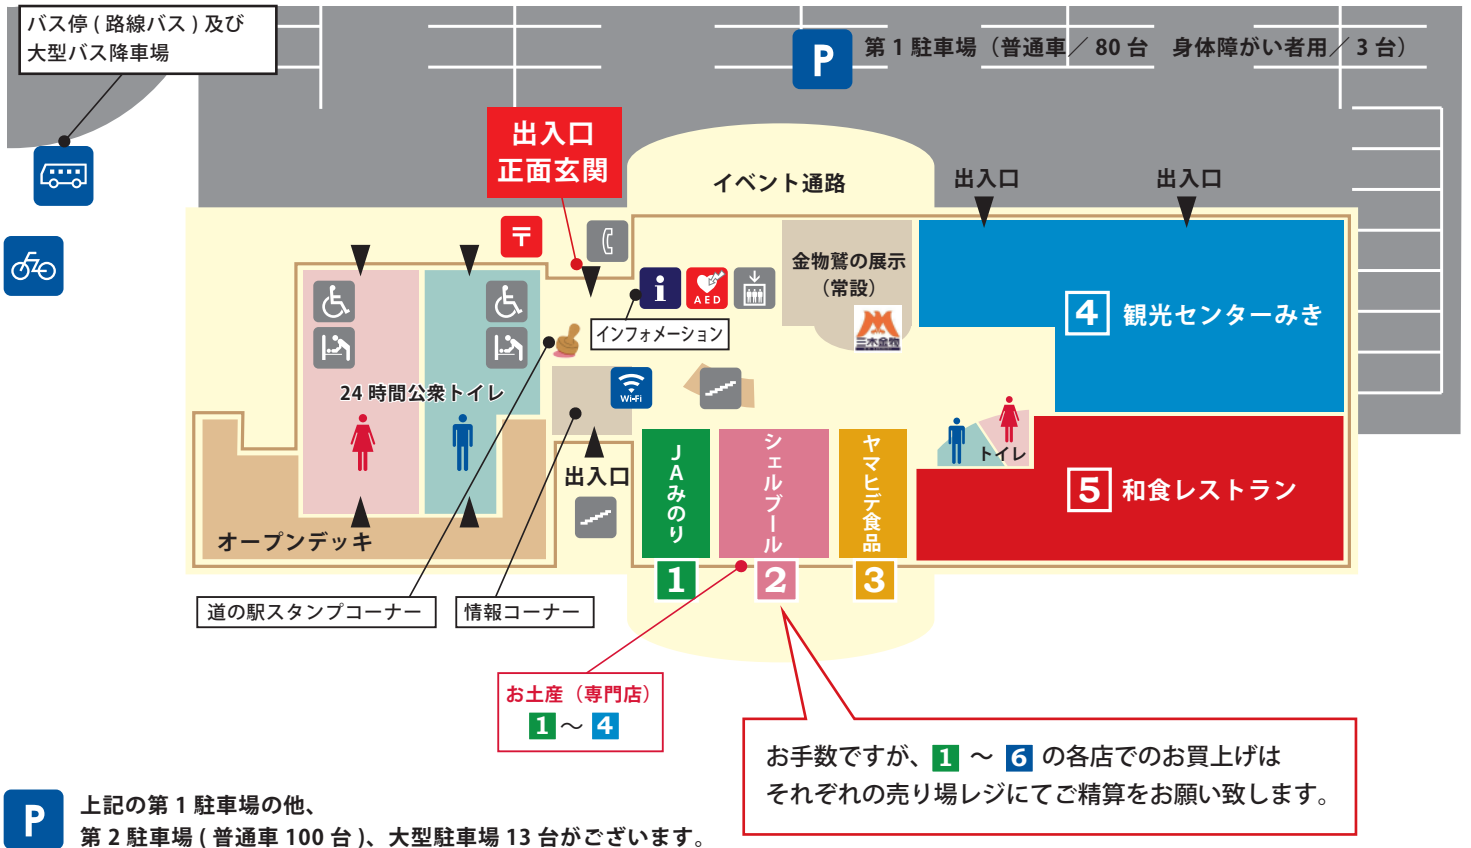 バス停 ( 路線バス ) 及び
大型バス降車場
P
第 1 駐車場（普通車／ 80 台　身体障がい者用／ 3 台）
出入口
正面玄関
イベント通路
出入口
出入口
〒
i
AED
インフォメーション
金物鷲の展示
（常設）
三木金物
4 観光センターみき
24 時間公衆トイレ
Wi-Fi
出入口
オープンデッキ
JAみのり
1
シェルブール
2
ヤマヒデ食品
3
トイレ
5 和食レストラン
道の駅スタンプコーナー
情報コーナー
お土産（専門店）
1 ～ 4
お手数ですが、 1 ～ 6 の各店でのお買上げは
それぞれの売り場レジにてご精算をお願い致します。
P
上記の第 1 駐車場の他、
第 2 駐車場 ( 普通車 100 台 )、大型駐車場 13 台がございます。